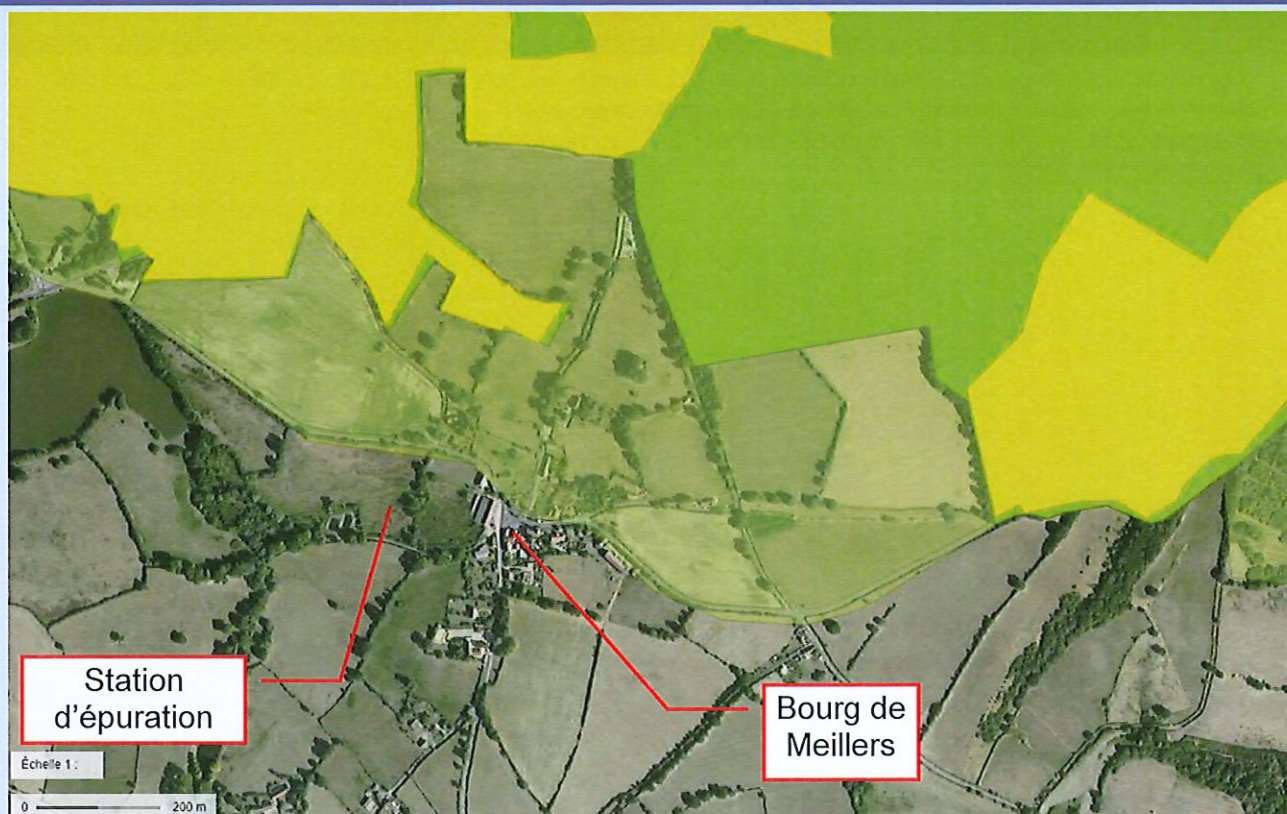 Station
d'épuration
Bourg de
Meillers
Échelle 1 :
0 200 m